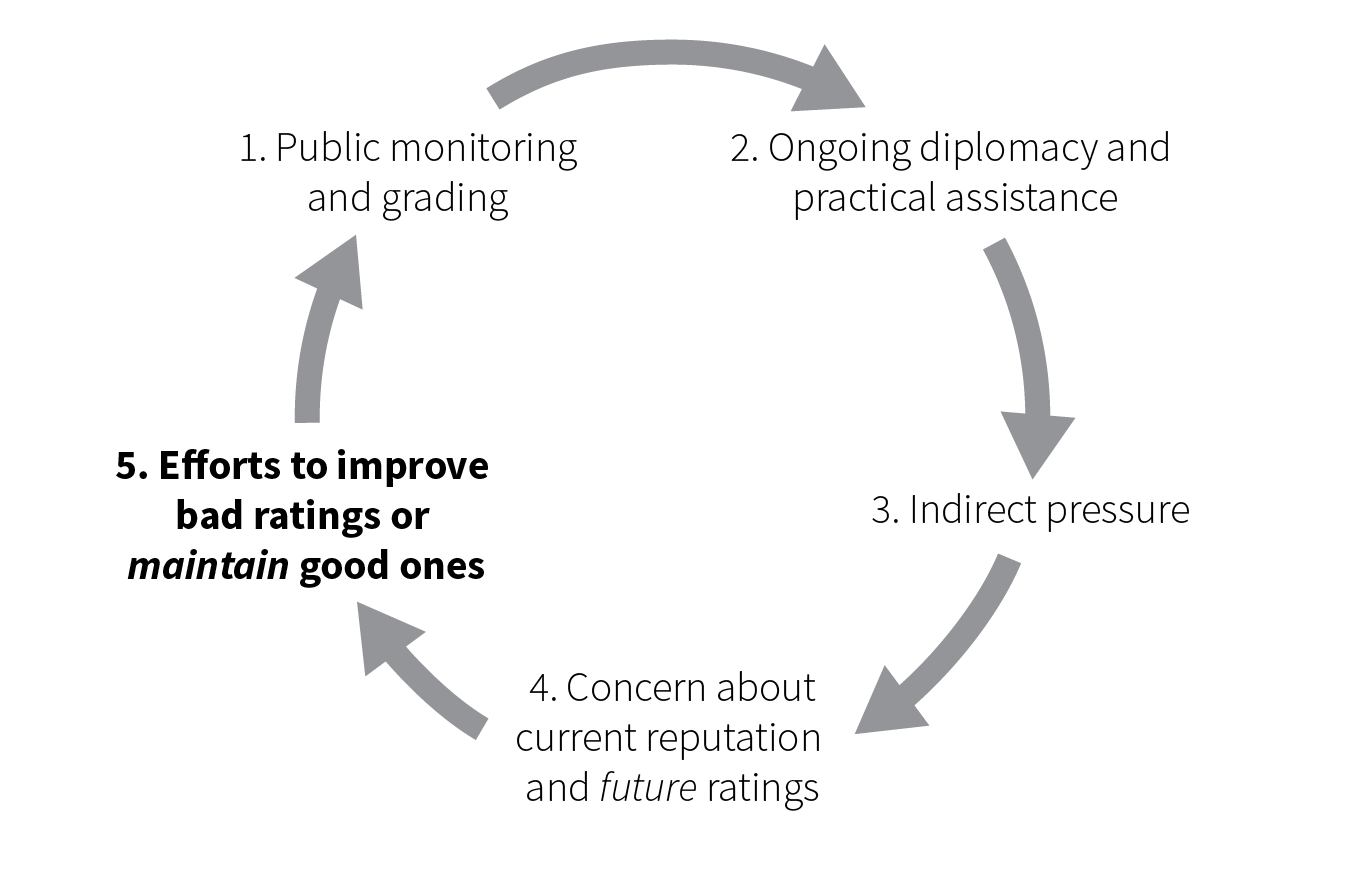 1. Public monitoring
and grading
2. Ongoing diplomacy and
practical assistance
3. Indirect pressure
4. Concern about
current reputation
and future ratings
5. Efforts to improve
bad ratings or
maintain good ones